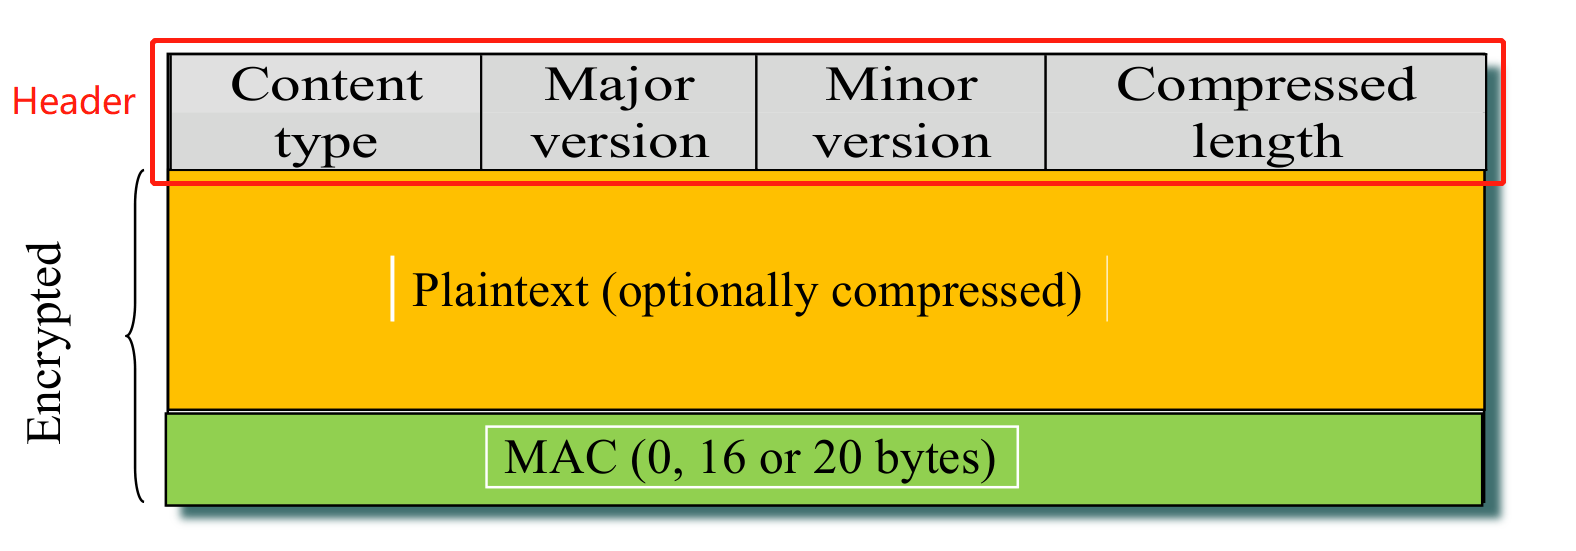 Header
Content type
Major version
Minor version
Compressed length
Encrypted
Plaintext (optionally compressed)
MAC (0, 16 or 20 bytes)